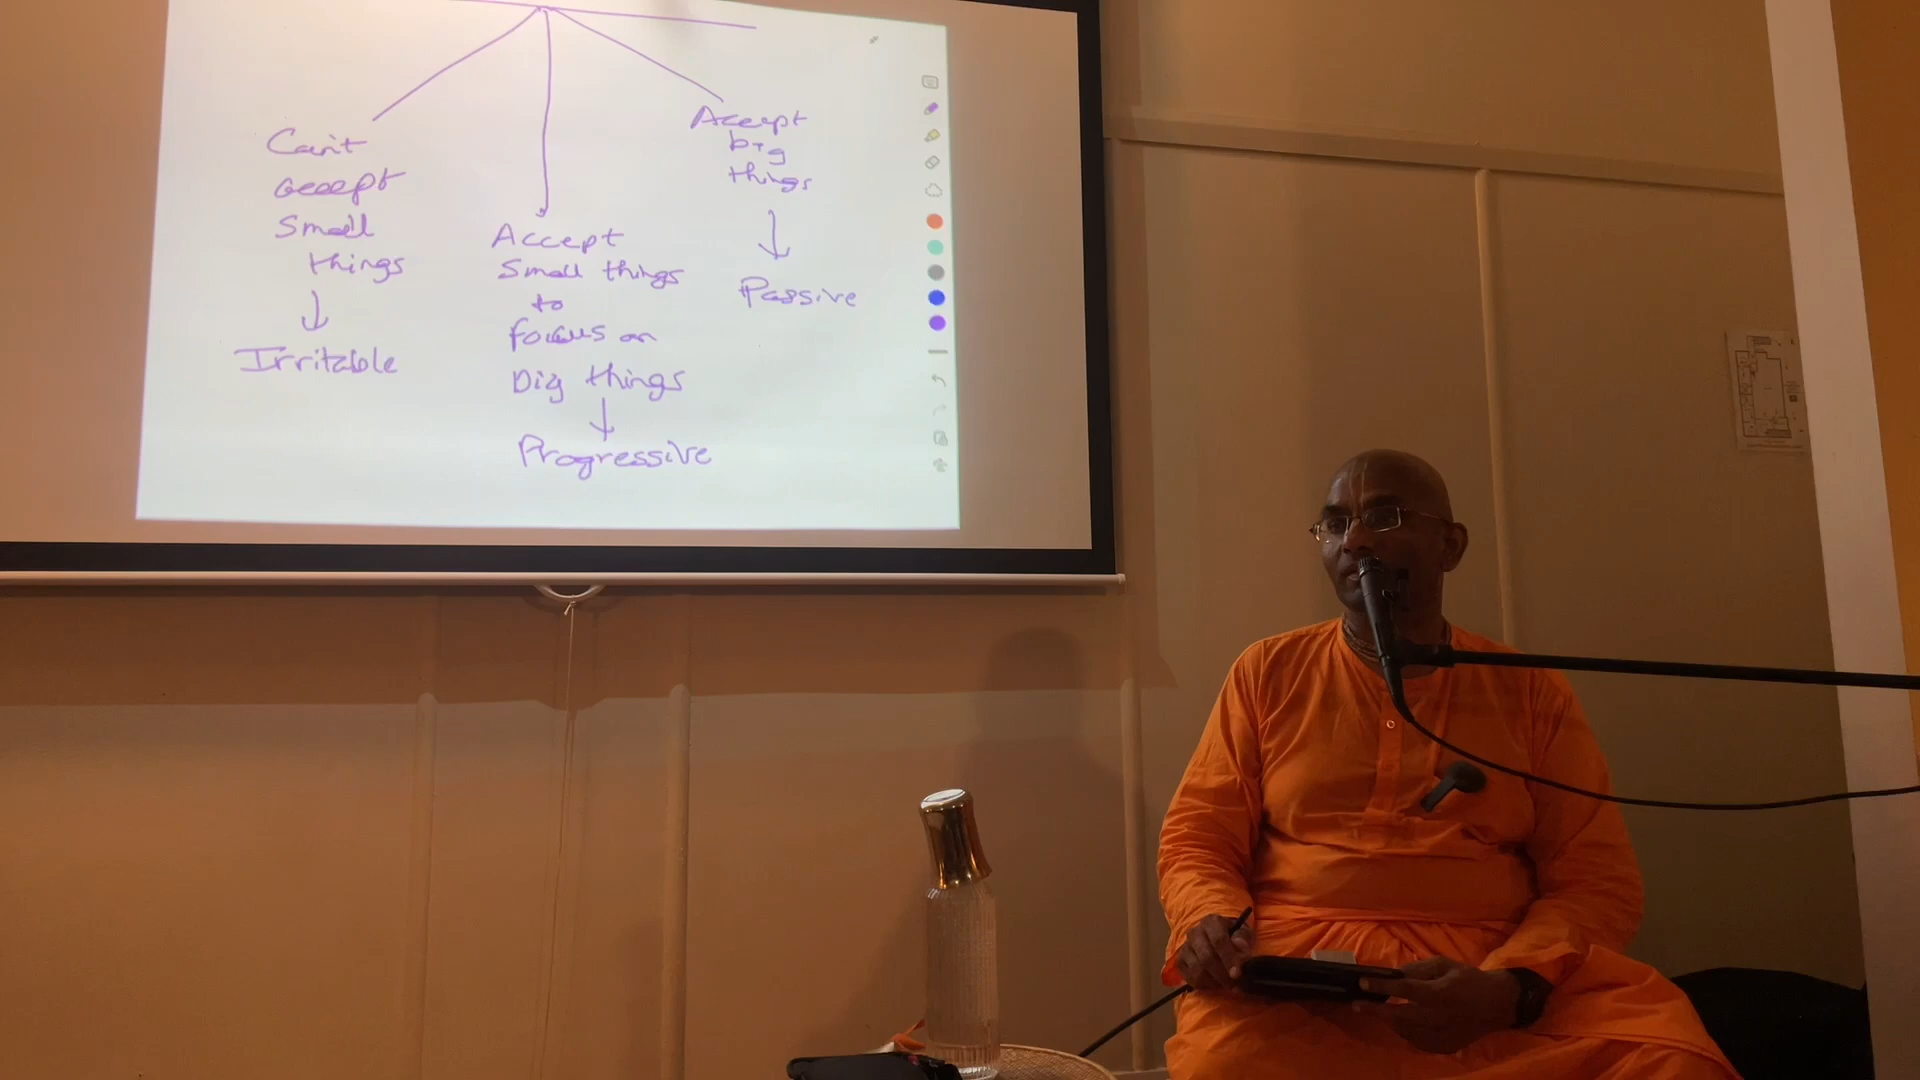 Can't
accept
Small
things
Irritable
Accept
Small things
to
focus on
Big things
Progressive
Accept
big
things
Passive